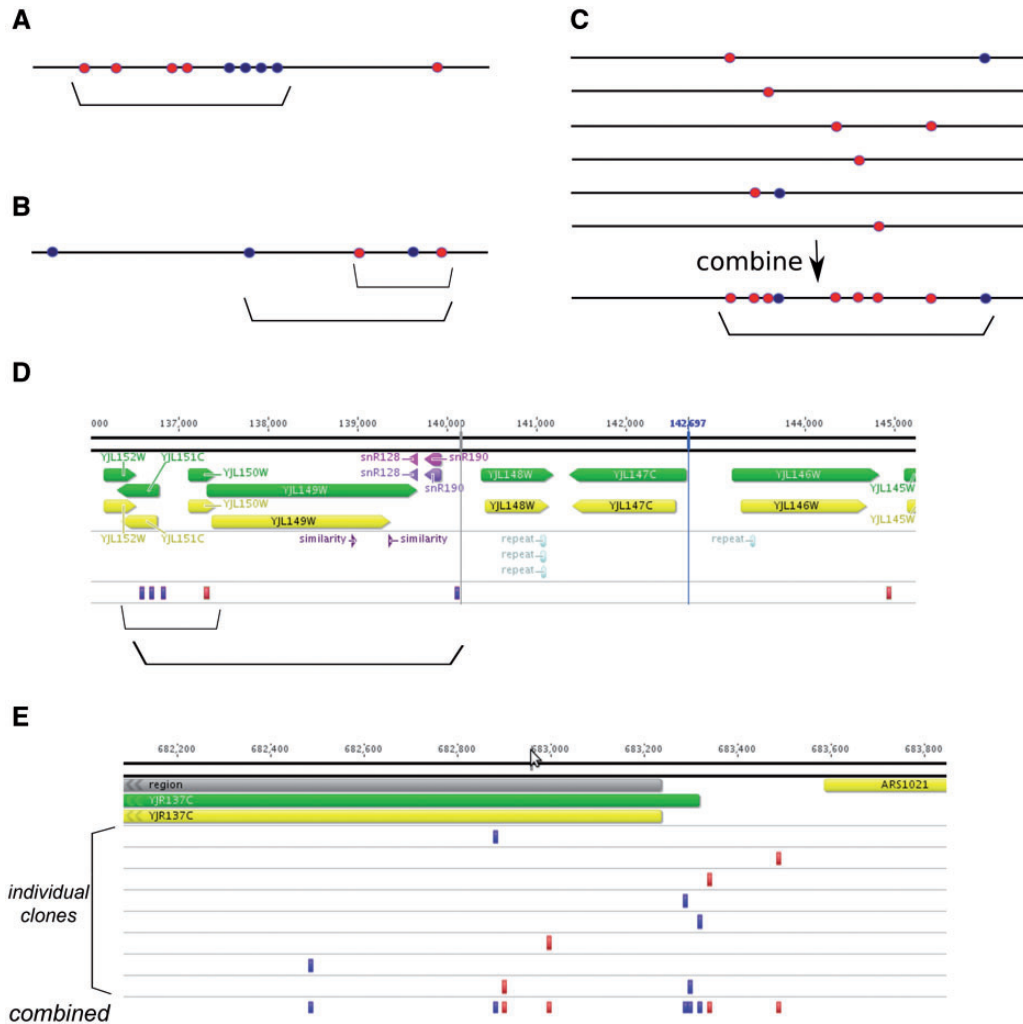 A
C
B
combine
D
000 137,000 138,000 139,000 140,000 141,000 142,000 142,697 144,000 145,000
YJL152W YJL151C YJL150W snR128 snR190
snR128 snR190
YJL149W YJL148W YJL147C YJL146W YJL145W
YJL152W YJL151C YJL150W YJL149W YJL148W YJL147C YJL146W YJL145W
similarity similarity repeat repeat
repeat
repeat
E
682,200 682,400 682,600 682,800 683,000 683,200 683,400 683,600 683,800
region ARS1021
YJR137C
YJR137C
individual
clones
combined